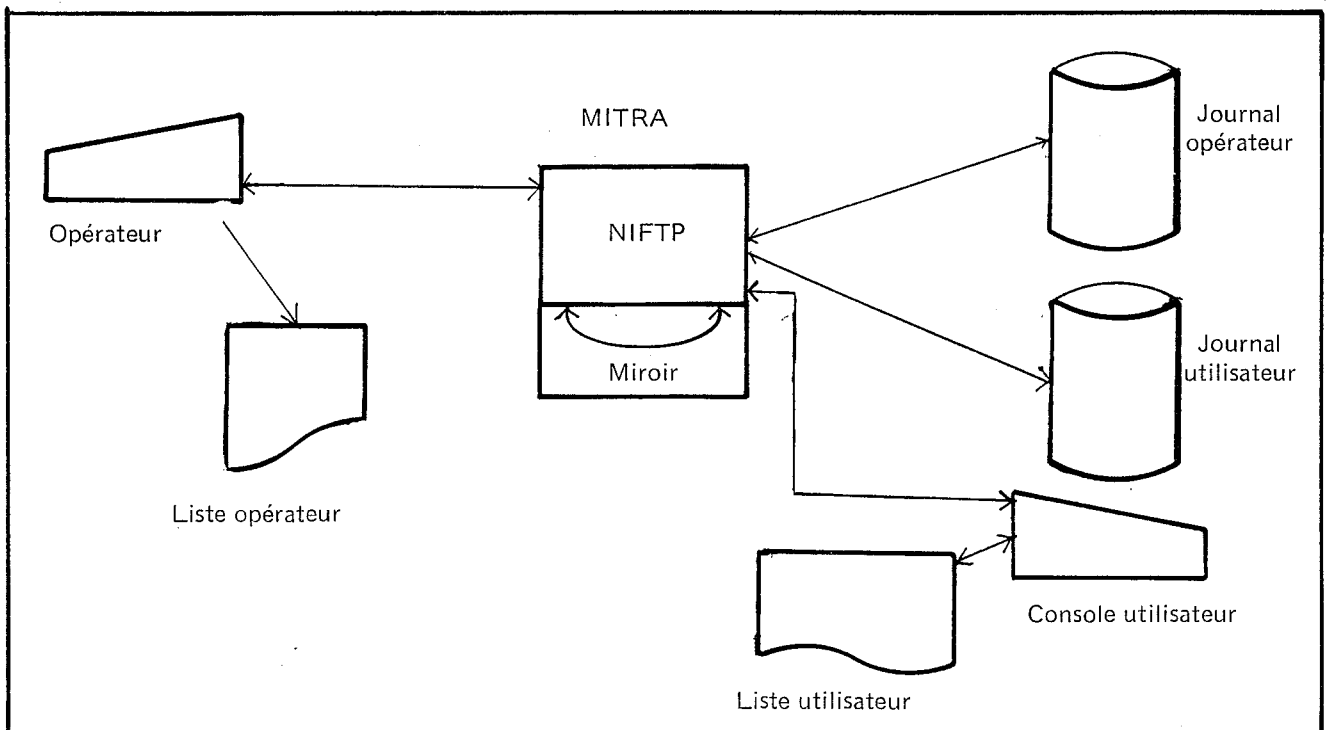 MITRA
Journal
opérateur
Opérateur
NIFTP
Miroir
Journal
utilisateur
Liste opérateur
Console utilisateur
Liste utilisateur